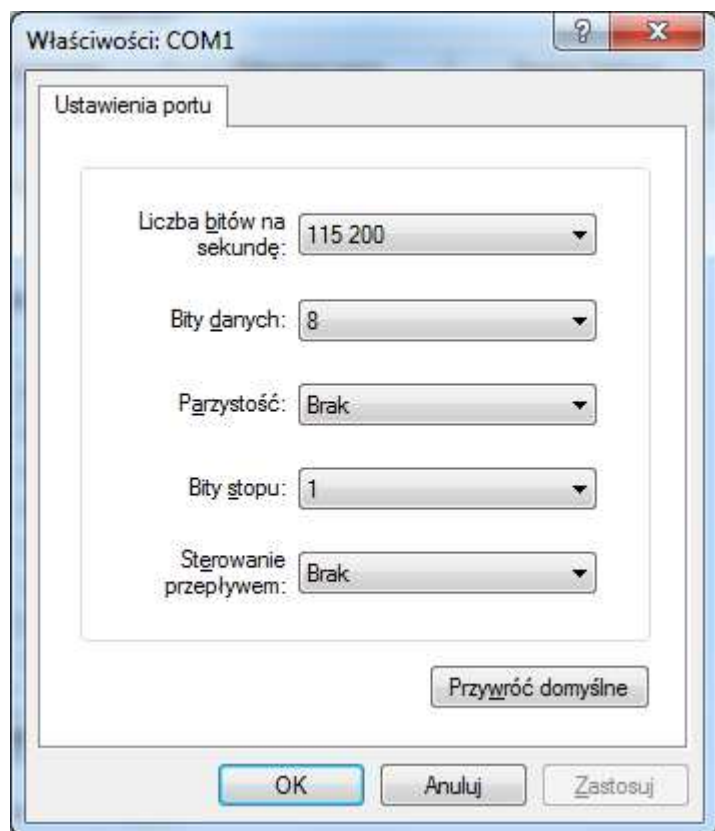 Właściwości: COM1
Ustawienia portu
Liczba bitów na
sekundę:
115 200
Bity danych:
8
Parzystość:
Brak
Bity stopu:
1
Sterowanie
przepływem:
Brak
Przywróć domyślne
OK
Anuluj
Zastosuj